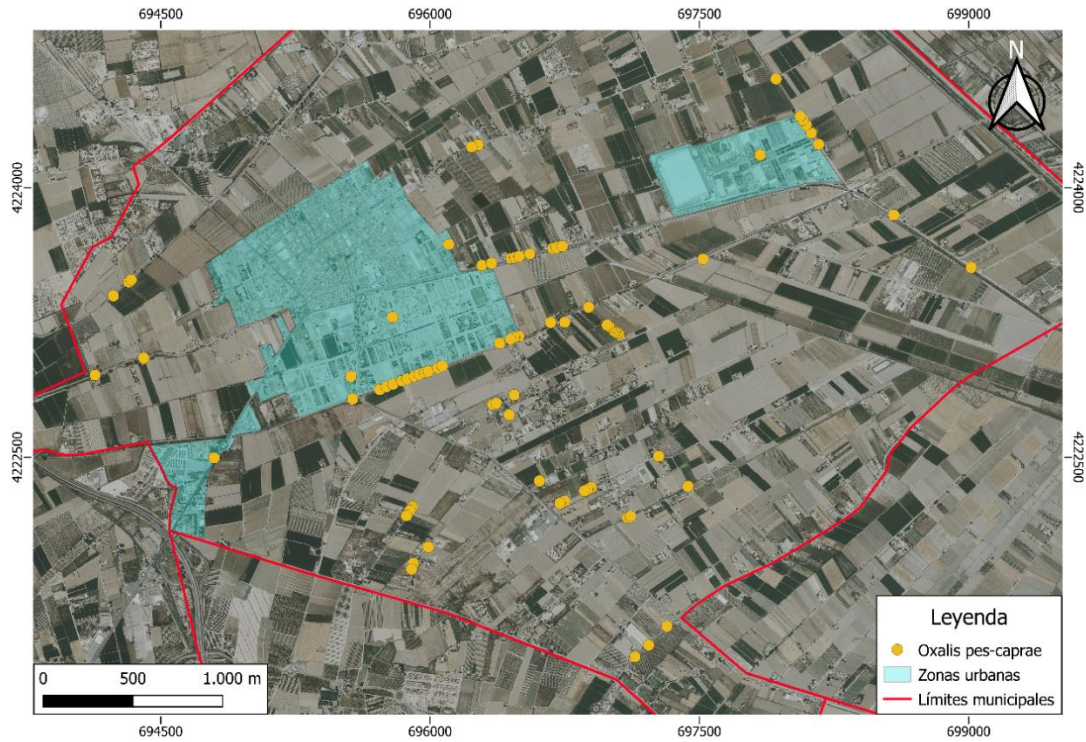 694500 696000 697500 699000
N
4224000 4224000
4222500 4222500
Leyenda
Oxalis pes-caprae
Zonas urbanas
Límites municipales
0 500 1.000 m
694500 696000 697500 699000